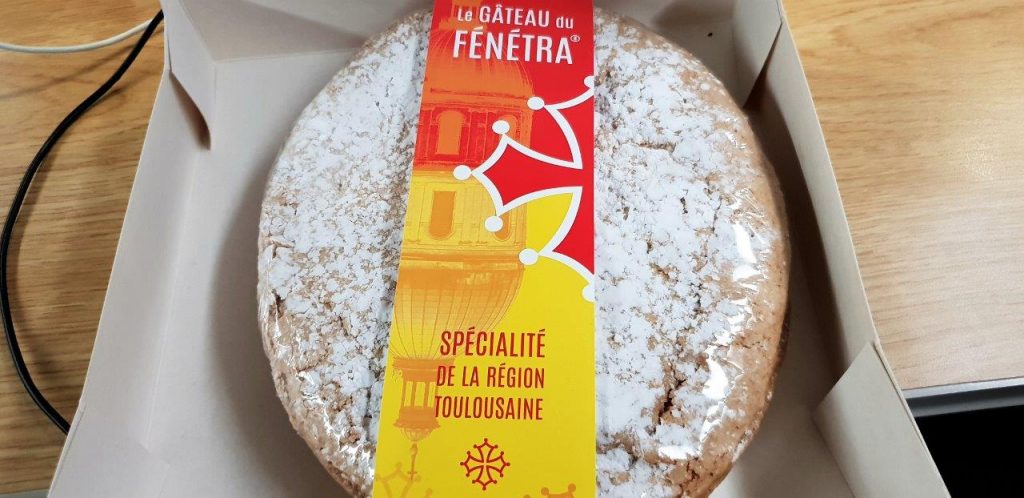 Le GÂTEAU du
FÉNÉTRA®
SPÉCIALITÉ
DE LA RÉGION
TOULOUSAINE